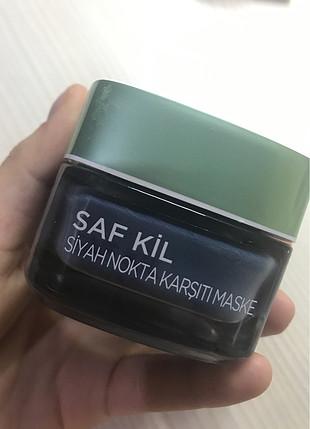 SAF KİL
SİYAH NOKTA KARŞITI MASKE